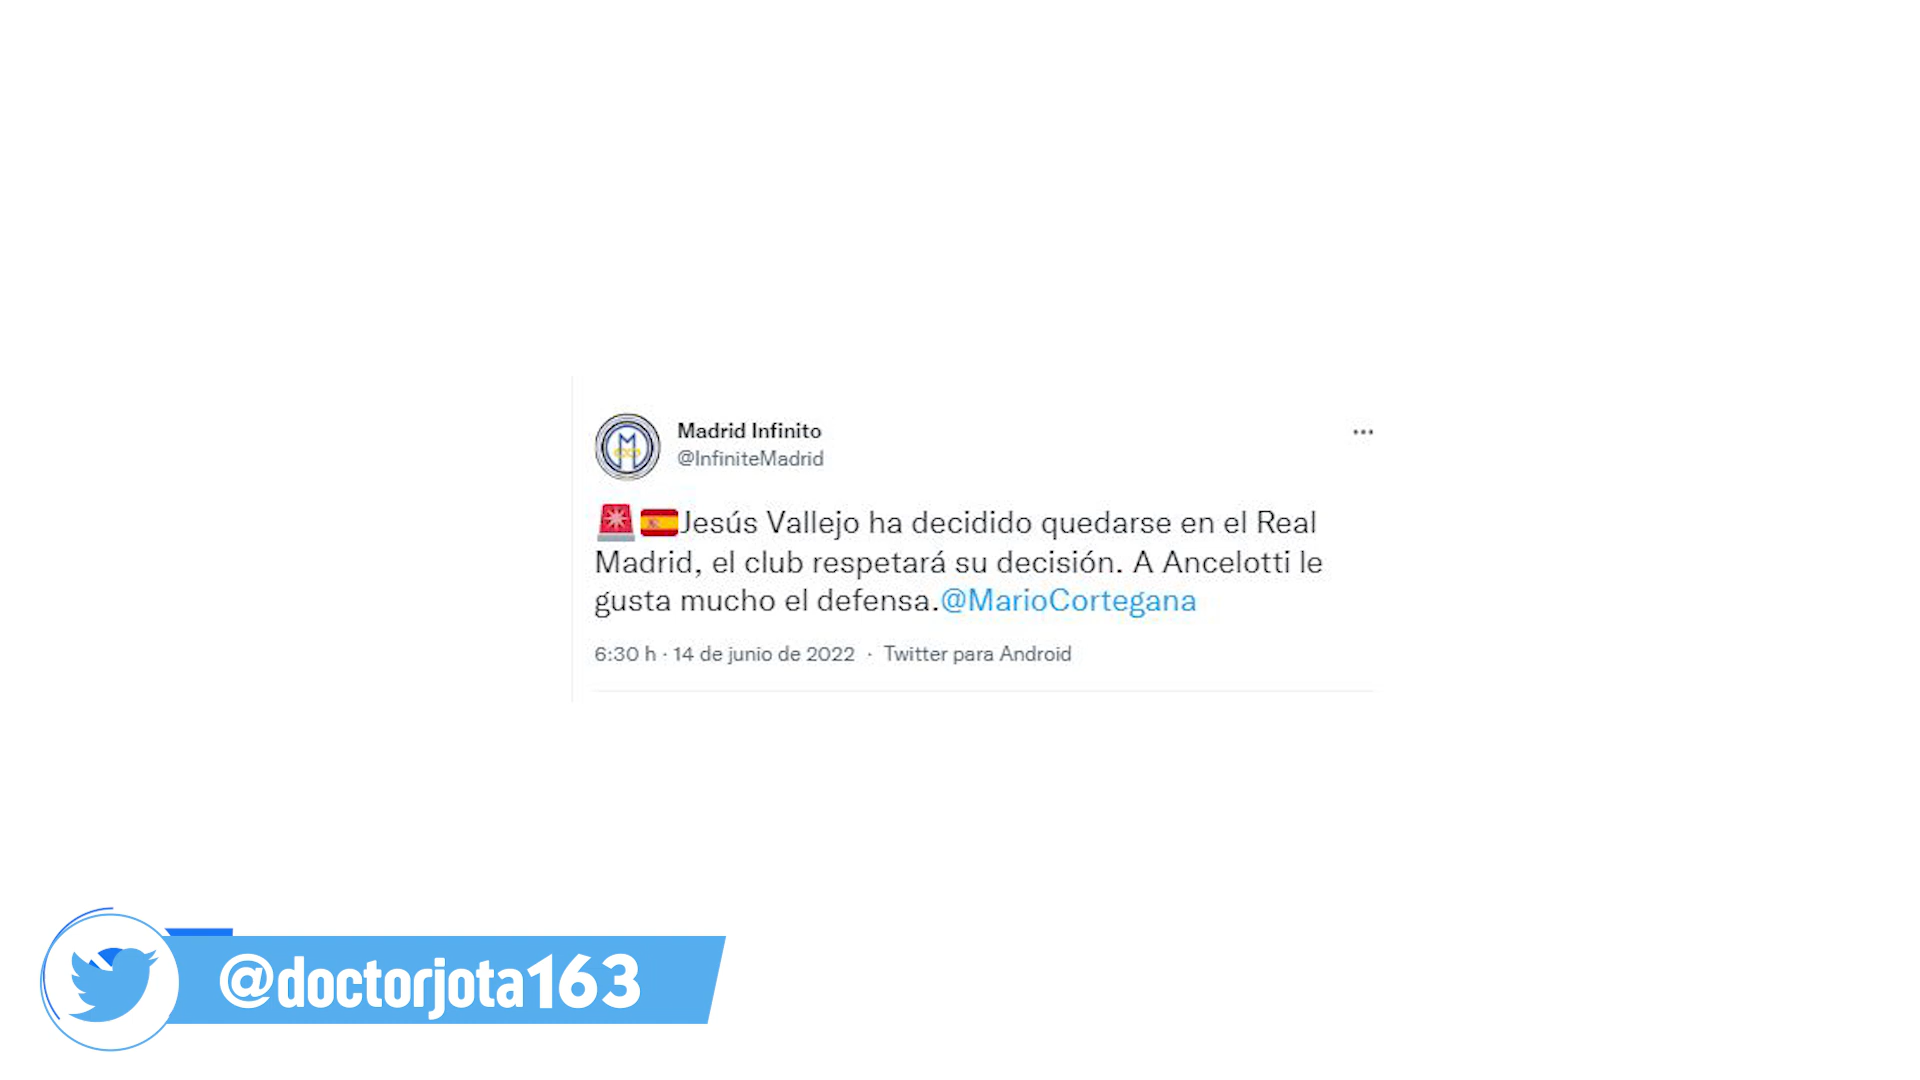 Madrid Infinito
@InfiniteMadrid
🚨🇪🇸Jesús Vallejo ha decidido quedarse en el Real
Madrid, el club respetará su decisión. A Ancelotti le
gusta mucho el defensa.@MarioCortegana
6:30 h · 14 de junio de 2022 · Twitter para Android
@doctorjota163